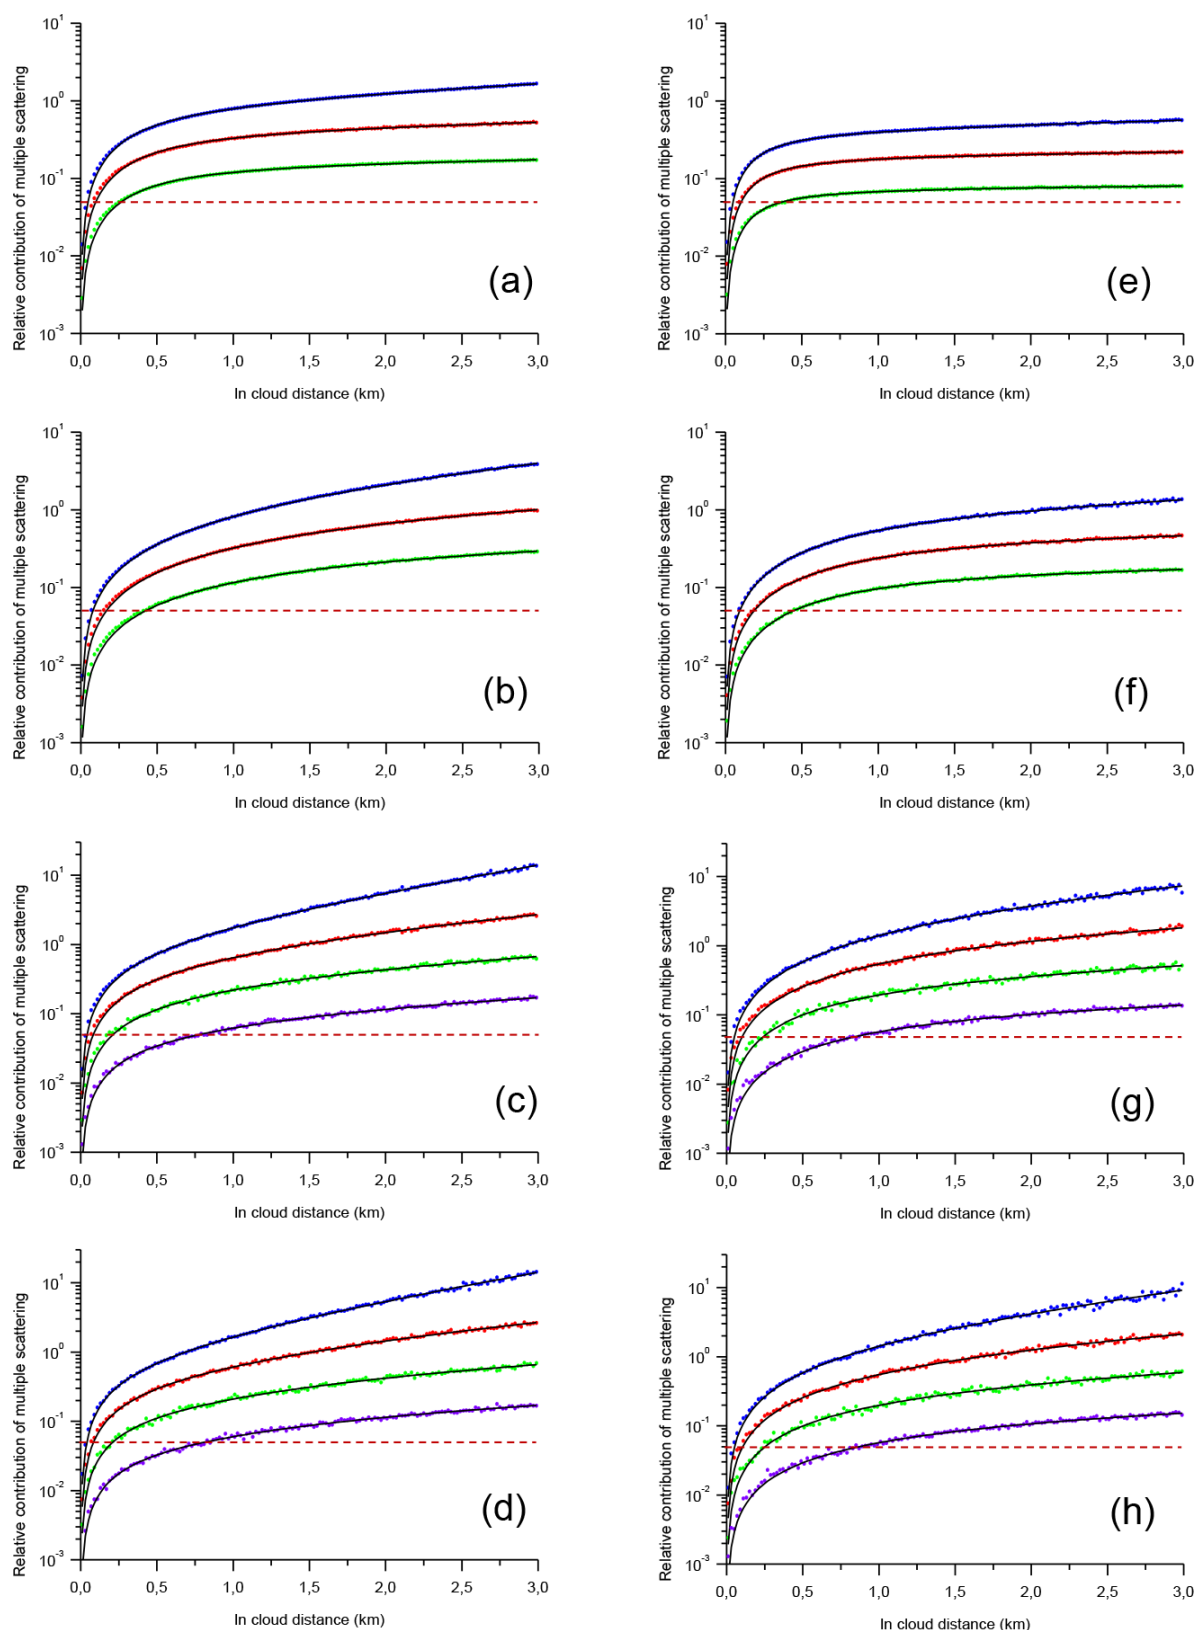 Relative contribution of multiple scattering
10¹
10⁰
10⁻¹
10⁻²
10⁻³
(a)
0,0 0,5 1,0 1,5 2,0 2,5 3,0
In cloud distance (km)
Relative contribution of multiple scattering
10¹
10⁰
10⁻¹
10⁻²
10⁻³
(e)
0,0 0,5 1,0 1,5 2,0 2,5 3,0
In cloud distance (km)
Relative contribution of multiple scattering
10¹
10⁰
10⁻¹
10⁻²
10⁻³
(b)
0,0 0,5 1,0 1,5 2,0 2,5 3,0
In cloud distance (km)
Relative contribution of multiple scattering
10¹
10⁰
10⁻¹
10⁻²
10⁻³
(f)
0,0 0,5 1,0 1,5 2,0 2,5 3,0
In cloud distance (km)
Relative contribution of multiple scattering
10¹
10⁰
10⁻¹
10⁻²
10⁻³
(c)
0,0 0,5 1,0 1,5 2,0 2,5 3,0
In cloud distance (km)
Relative contribution of multiple scattering
10¹
10⁰
10⁻¹
10⁻²
10⁻³
(g)
0,0 0,5 1,0 1,5 2,0 2,5 3,0
In cloud distance (km)
Relative contribution of multiple scattering
10¹
10⁰
10⁻¹
10⁻²
10⁻³
(d)
0,0 0,5 1,0 1,5 2,0 2,5 3,0
In cloud distance (km)
Relative contribution of multiple scattering
10¹
10⁰
10⁻¹
10⁻²
10⁻³
(h)
0,0 0,5 1,0 1,5 2,0 2,5 3,0
In cloud distance (km)